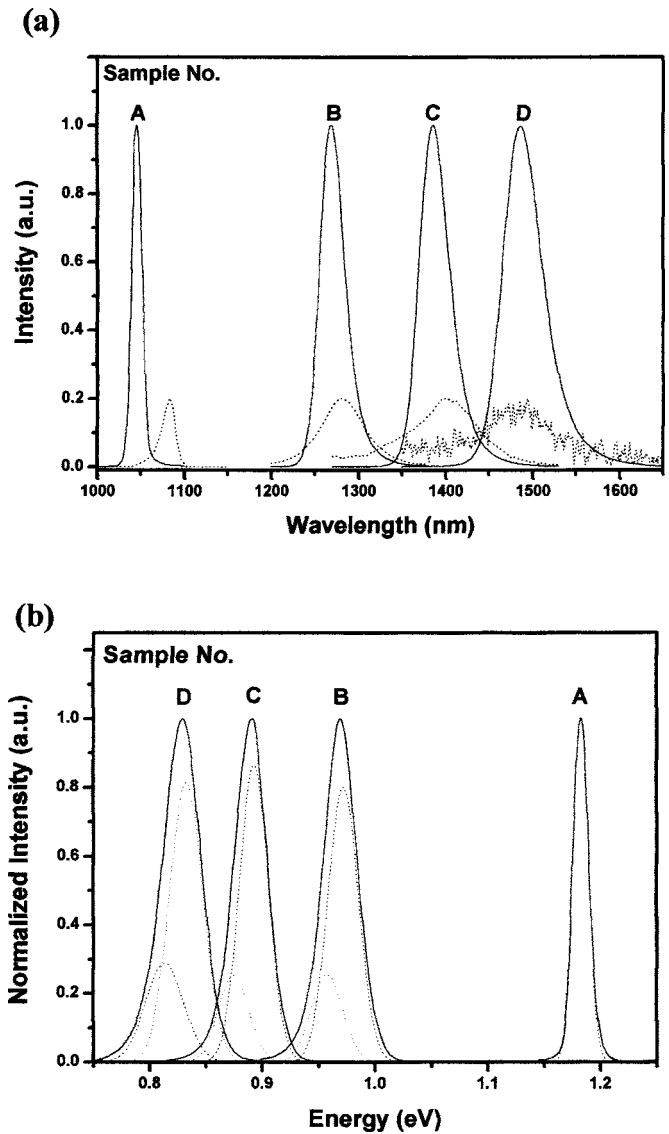 (a)
Sample No.
A B C D
1.0
0.8
0.6
0.4
0.2
0.0
Intensity (a.u.)
1000 1100 1200 1300 1400 1500 1600
Wavelength (nm)
(b)
Sample No.
D C B A
1.0
0.8
0.6
0.4
0.2
0.0
Normalized Intensity (a.u.)
0.8 0.9 1.0 1.1 1.2
Energy (eV)